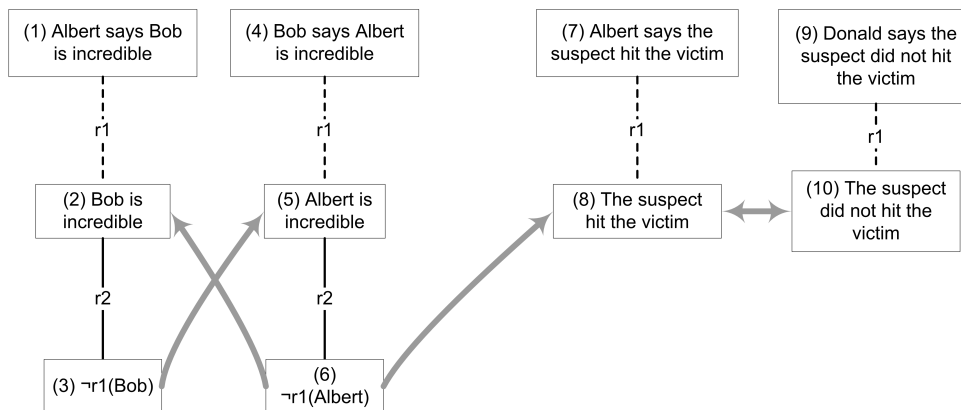 (1) Albert says Bob
is incredible
(4) Bob says Albert
is incredible
(7) Albert says the
suspect hit the victim
(9) Donald says the
suspect did not hit
the victim
r1
r1
r1
r1
(2) Bob is
incredible
(5) Albert is
incredible
(8) The suspect
hit the victim
(10) The suspect
did not hit the
victim
r2
r2
(3) ¬r1(Bob)
(6)
¬r1(Albert)